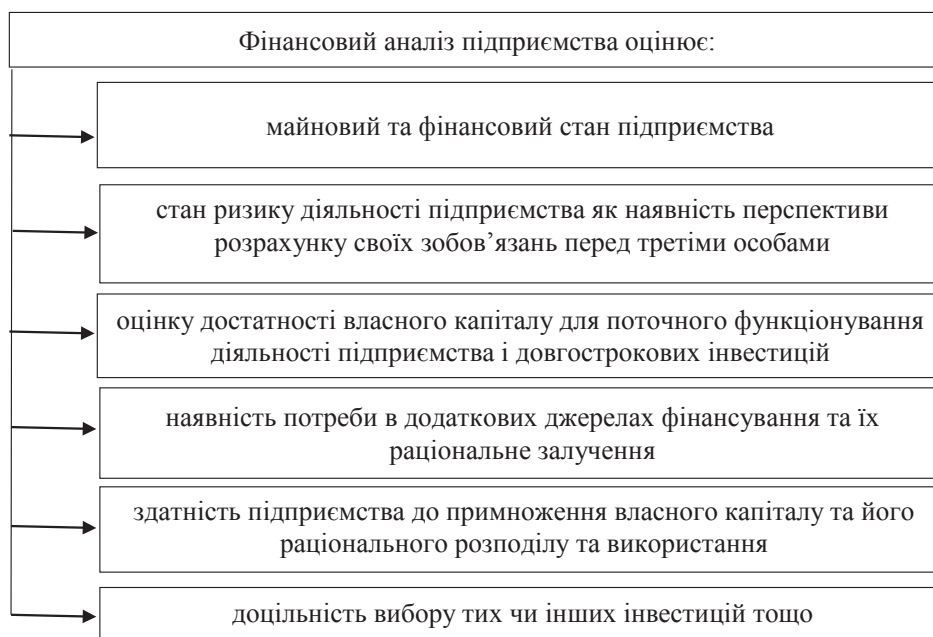 Фінансовий аналіз підприємства оцінює:
майновий та фінансовий стан підприємства
стан ризику діяльності підприємства як наявність перспективи
розрахунку своїх зобов’язань перед третіми особами
оцінку достатності власного капіталу для поточного функціонування
діяльності підприємства і довгострокових інвестицій
наявність потреби в додаткових джерелах фінансування та їх
раціональне залучення
здатність підприємства до примноження власного капіталу та його
раціонального розподілу та використання
доцільність вибору тих чи інших інвестицій тощо